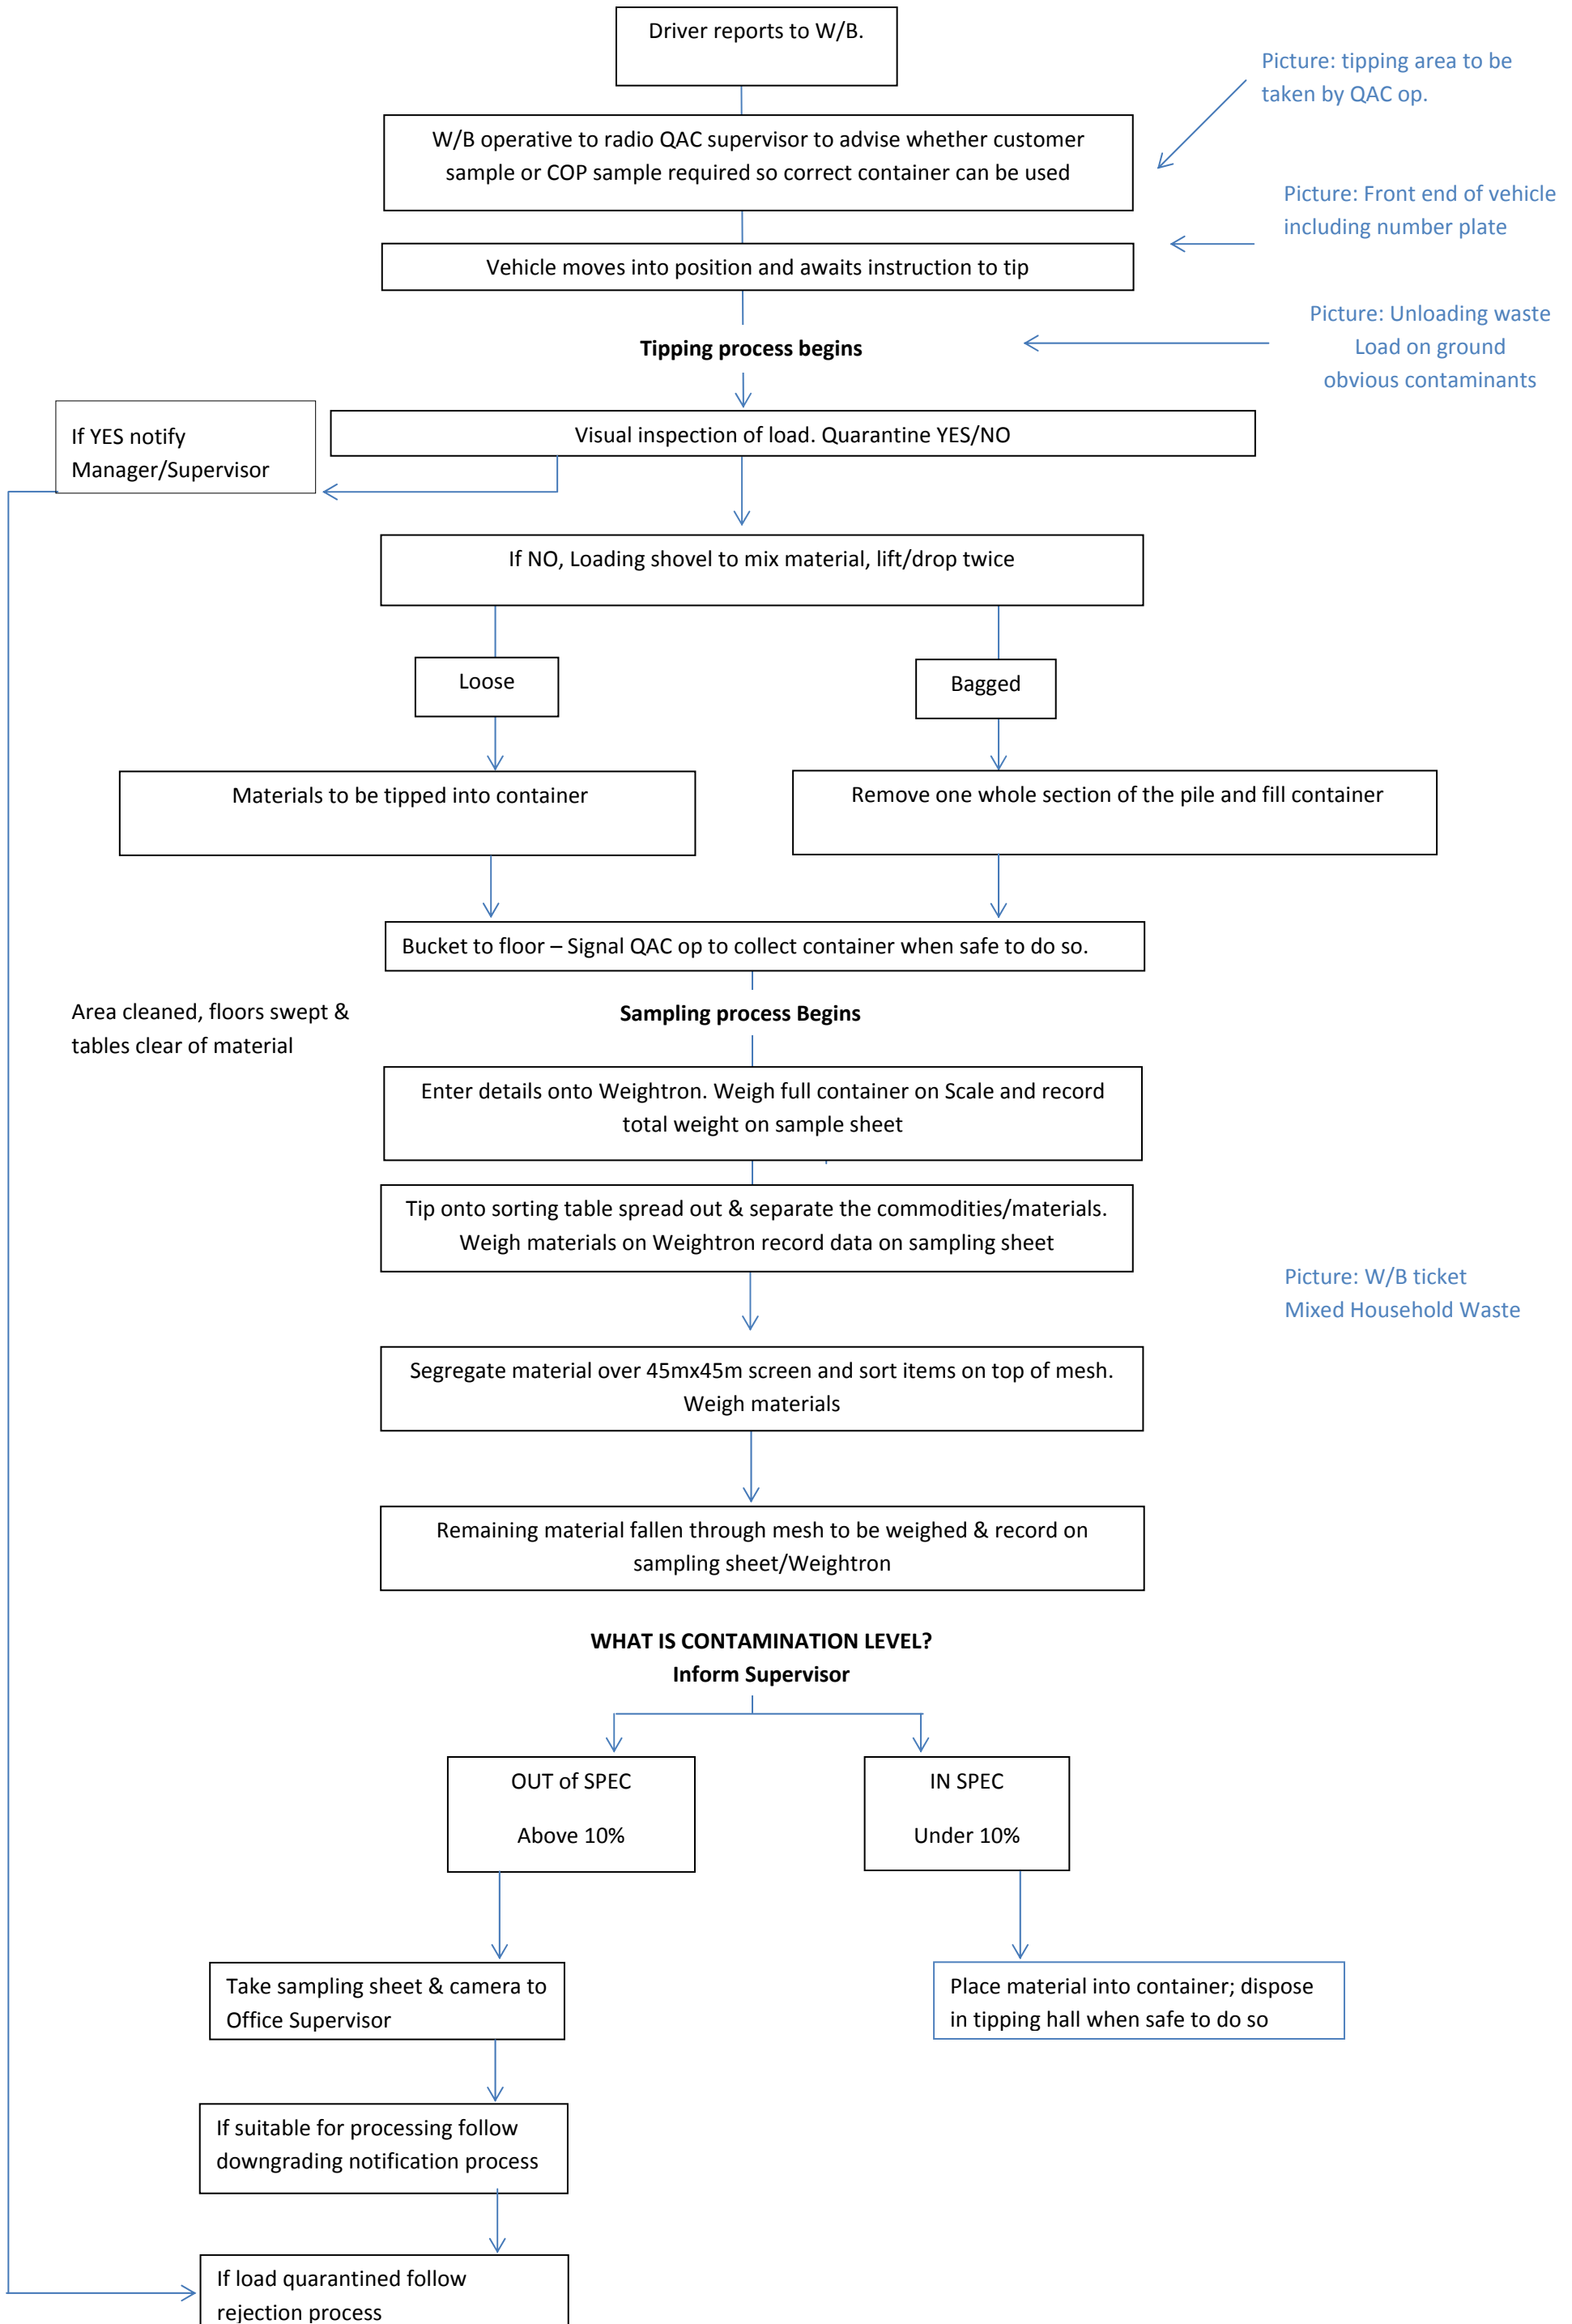 Driver reports to W/B.
Picture: tipping area to be
taken by QAC op.
W/B operative to radio QAC supervisor to advise whether customer
sample or COP sample required so correct container can be used
Picture: Front end of vehicle
including number plate
Vehicle moves into position and awaits instruction to tip
Picture: Unloading waste
Load on ground
obvious contaminants
Tipping process begins
If YES notify
Manager/Supervisor
Visual inspection of load. Quarantine YES/NO
If NO, Loading shovel to mix material, lift/drop twice
Loose
Bagged
Materials to be tipped into container
Remove one whole section of the pile and fill container
Bucket to floor – Signal QAC op to collect container when safe to do so.
Area cleaned, floors swept &
tables clear of material
Sampling process Begins
Enter details onto Weightron. Weigh full container on Scale and record
total weight on sample sheet
Tip onto sorting table spread out & separate the commodities/materials.
Weigh materials on Weightron record data on sampling sheet
Picture: W/B ticket
Mixed Household Waste
Segregate material over 45mx45m screen and sort items on top of mesh.
Weigh materials
Remaining material fallen through mesh to be weighed & record on
sampling sheet/Weightron
WHAT IS CONTAMINATION LEVEL?
Inform Supervisor
OUT of SPEC
Above 10%
IN SPEC
Under 10%
Take sampling sheet & camera to
Office Supervisor
Place material into container; dispose
in tipping hall when safe to do so
If suitable for processing follow
downgrading notification process
If load quarantined follow
rejection process